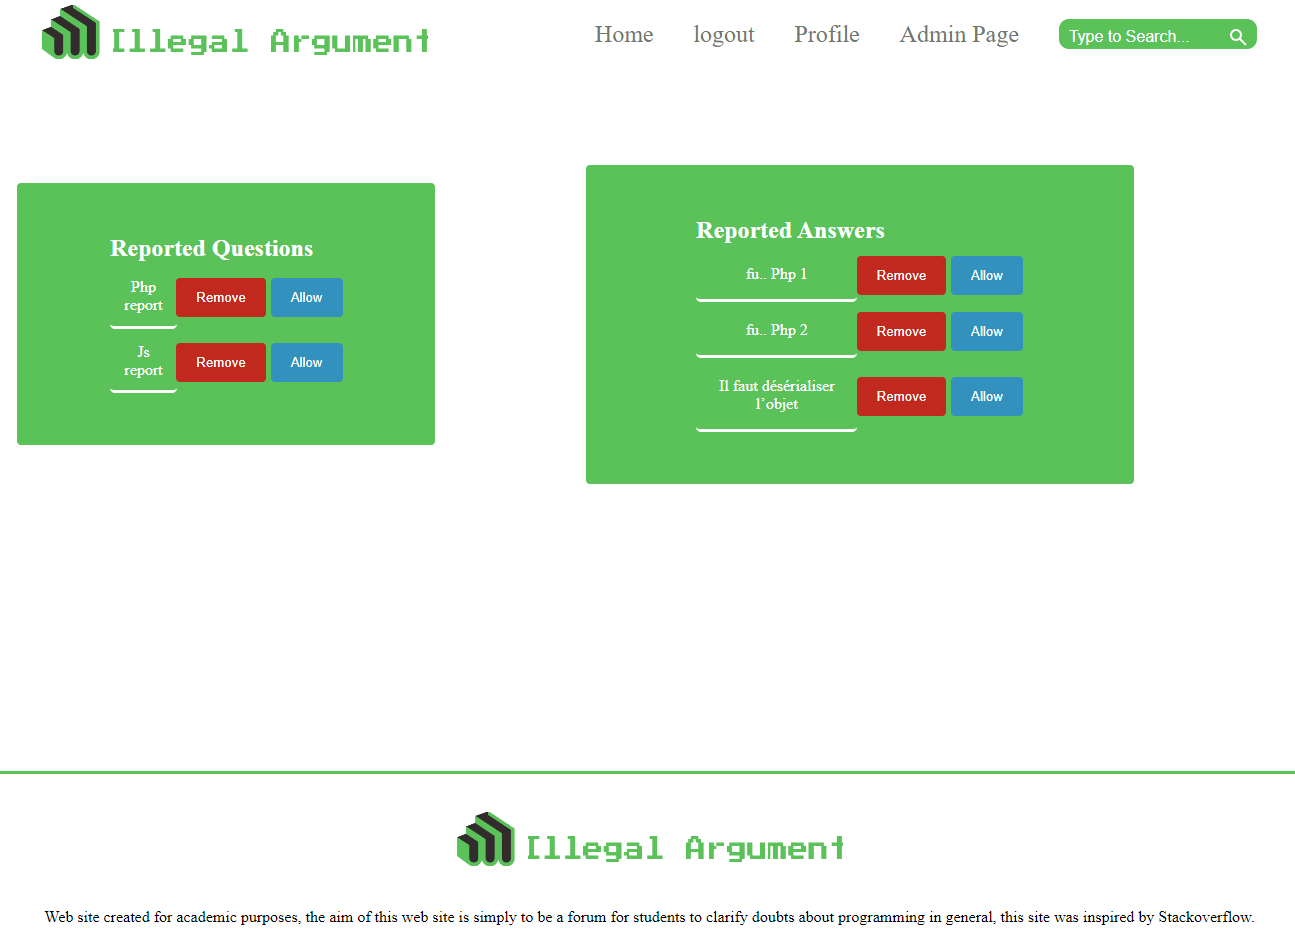 Illegal Argument
Home logout Profile Admin Page Type to Search...
Reported Questions
Php
report
Remove Allow
Js
report
Remove Allow
Reported Answers
fu.. Php 1 Remove Allow
fu.. Php 2 Remove Allow
Il faut désérialiser
l'objet
Remove Allow
Illegal Argument
Web site created for academic purposes, the aim of this web site is simply to be a forum for students to clarify doubts about programming in general, this site was inspired by Stackoverflow.